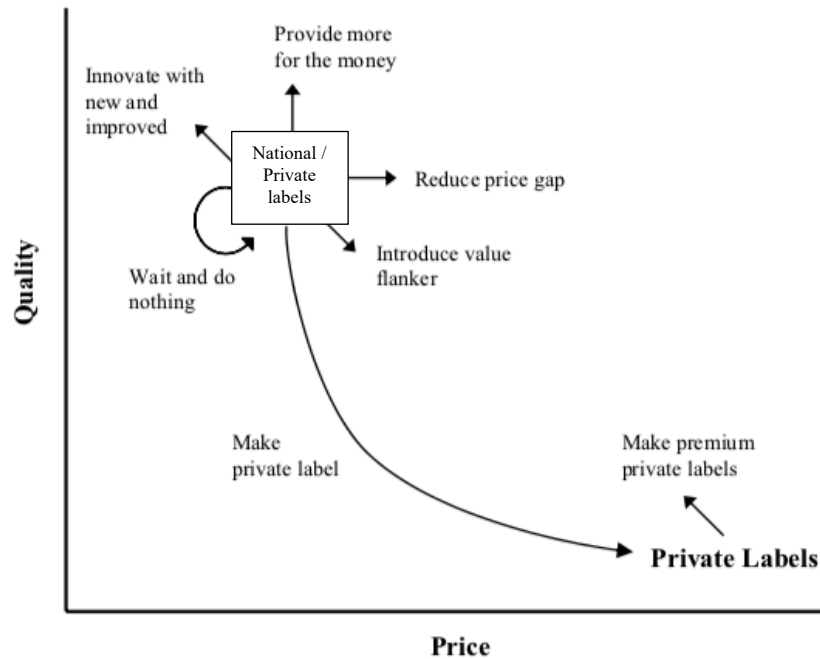 Provide more
for the money
Innovate with
new and
improved
National /
Private
labels
Reduce price gap
Introduce value
flanker
Wait and do
nothing
Quality
Make
private label
Make premium
private labels
Private Labels
Price